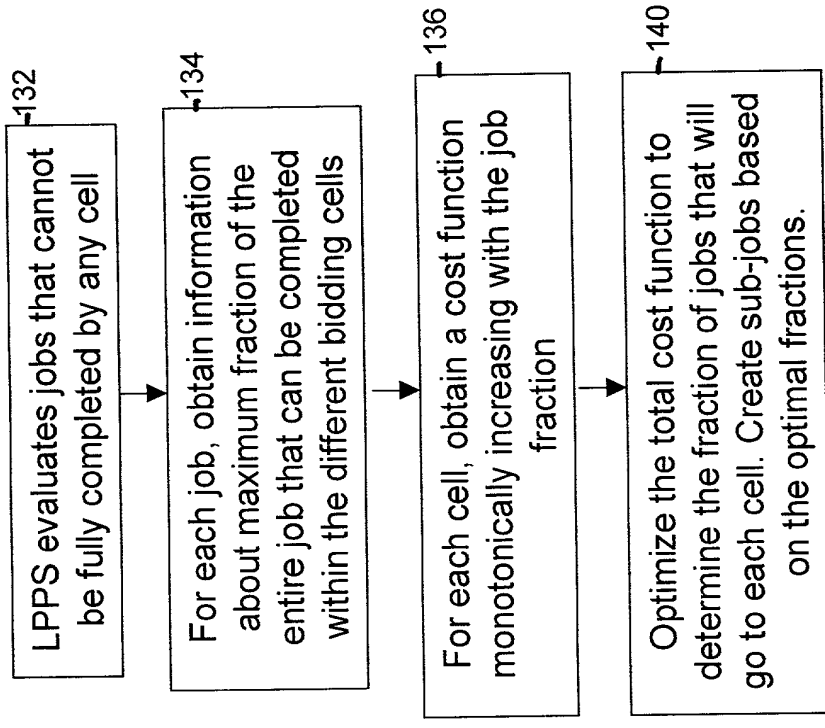 132
LPPS evaluates jobs that cannot
be fully completed by any cell
134
For each job, obtain information
about maximum fraction of the
entire job that can be completed
within the different bidding cells
136
For each cell, obtain a cost function
monotonically increasing with the job
fraction
140
Optimize the total cost function to
determine the fraction of jobs that will
go to each cell. Create sub-jobs based
on the optimal fractions.